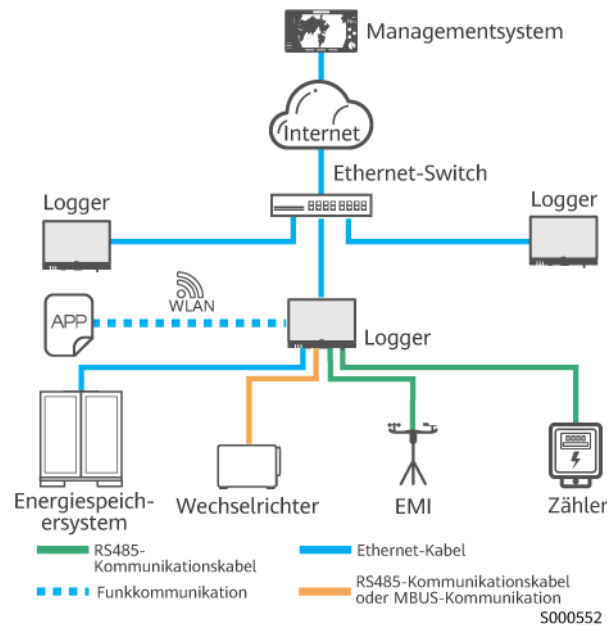 Managementsystem
Internet
Ethernet-Switch
Logger
Logger
WLAN
APP
Logger
Energiespeich-
ersystem
Wechselrichter
EMI
Zähler
RS485-
Kommunikationskabel
Ethernet-Kabel
Funkkommunikation
RS485-Kommunikationskabel
oder MBUS-Kommunikation
S000552